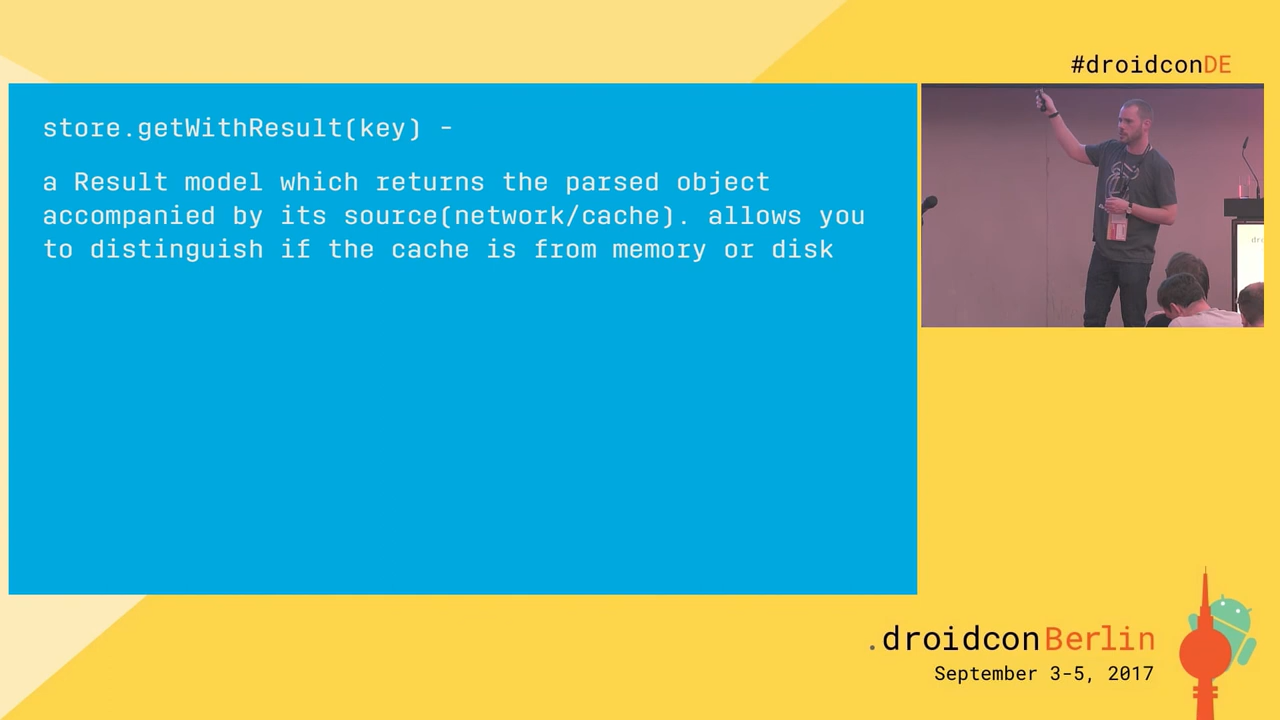 #droidconDE
store.getWithResult(key) -
a Result model which returns the parsed object
accompanied by its source(network/cache). allows you
to distinguish if the cache is from memory or disk
.droidconBerlin
September 3-5, 2017